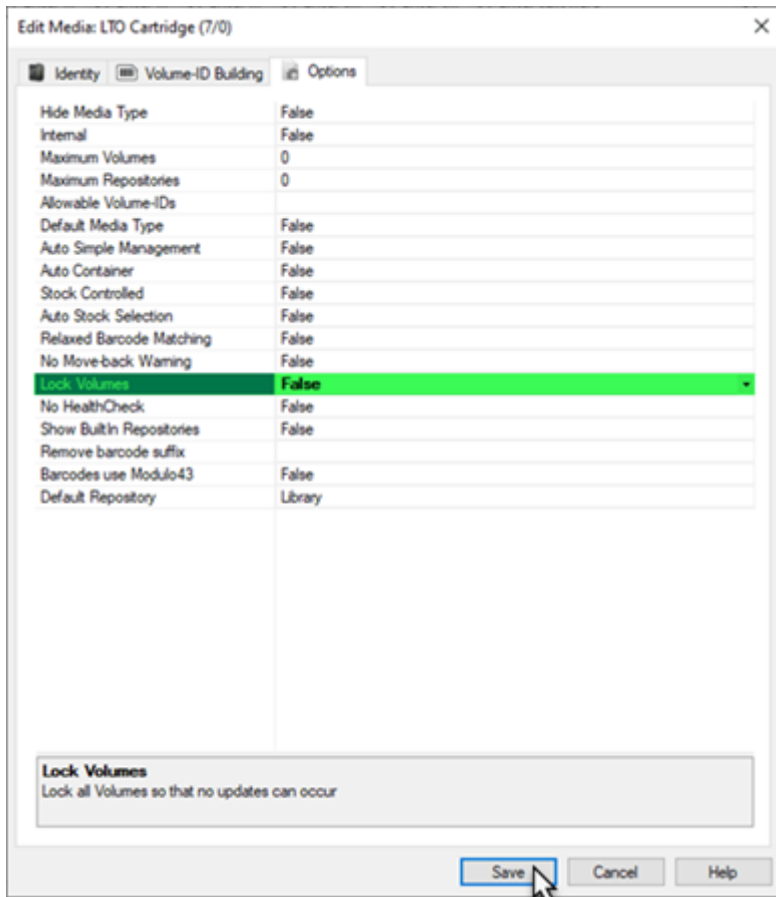 Edit Media: LTO Cartridge (7/0)
Identity Volume-ID Building Options
Hide Media Type False
Internal False
Maximum Volumes 0
Maximum Repositories 0
Allowable Volume-IDs
Default Media Type False
Auto Simple Management False
Auto Container False
Stock Controlled False
Auto Stock Selection False
Relaxed Barcode Matching False
No Move-back Warning False
Lock Volumes False
No HealthCheck False
Show BuiltIn Repositories False
Remove barcode suffix
Barcodes use Modulo43 False
Default Repository Library
Lock Volumes
Lock all Volumes so that no updates can occur
Save Cancel Help